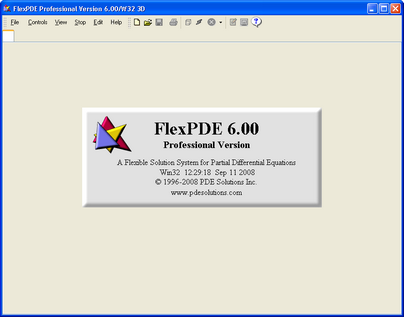 FlexPDE Professional Version 6.00/W32 3D
File Controls View Stop Edit Help
FlexPDE 6.00
Professional Version
A Flexible Solution System for Partial Differential Equations
Win32 12:29:18 Sep 11 2008
© 1996-2008 PDE Solutions Inc.
www.pdesolutions.com